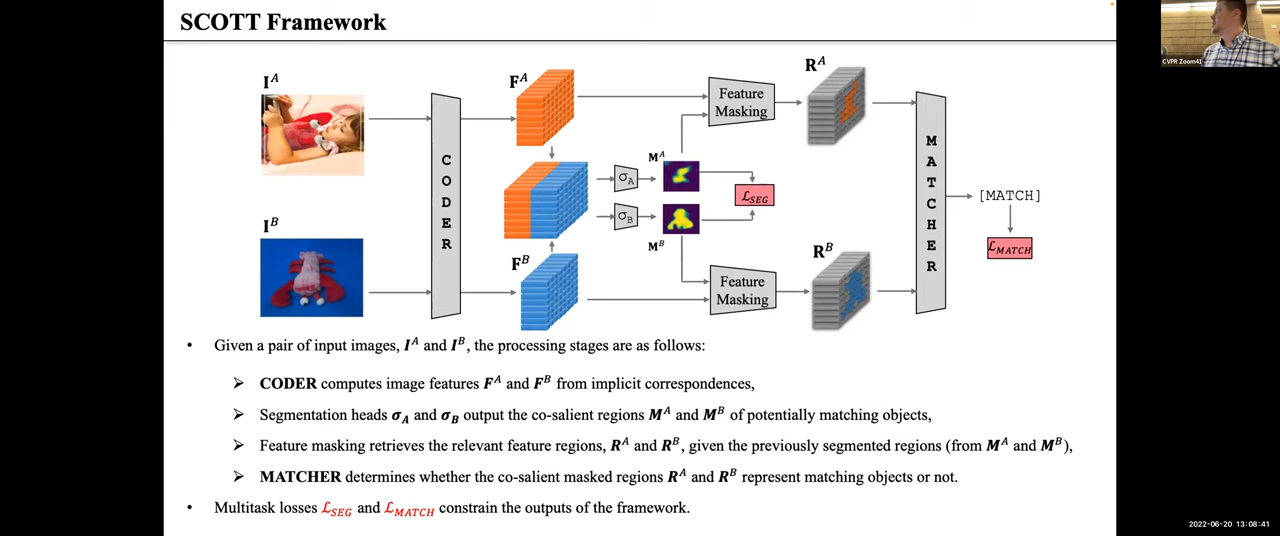 SCOTT Framework
CVPR Zoom41
I^A
F^A
R^A
Feature
Masking
C
O
D
E
R
M^A
σ_A
ℒ_SEG
σ_B
M^B
I^B
F^B
R^B
Feature
Masking
M
A
T
C
H
E
R
[MATCH]
ℒ_MATCH
• Given a pair of input images, I^A and I^B, the processing stages are as follows:
➢ CODER computes image features F^A and F^B from implicit correspondences,
➢ Segmentation heads σ_A and σ_B output the co-salient regions M^A and M^B of potentially matching objects,
➢ Feature masking retrieves the relevant feature regions, R^A and R^B, given the previously segmented regions (from M^A and M^B),
➢ MATCHER determines whether the co-salient masked regions R^A and R^B represent matching objects or not.
• Multitask losses ℒ_SEG and ℒ_MATCH constrain the outputs of the framework.
2022-06-20 13:08:41